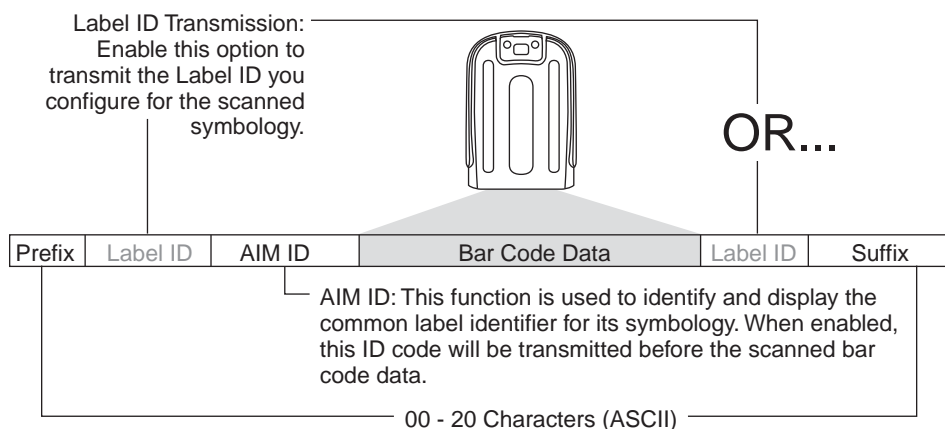 Label ID Transmission:
Enable this option to
transmit the Label ID you
configure for the scanned
symbology.
OR...
Prefix Label ID AIM ID Bar Code Data Label ID Suffix
AIM ID: This function is used to identify and display the
common label identifier for its symbology. When enabled,
this ID code will be transmitted before the scanned bar
code data.
00 - 20 Characters (ASCII)